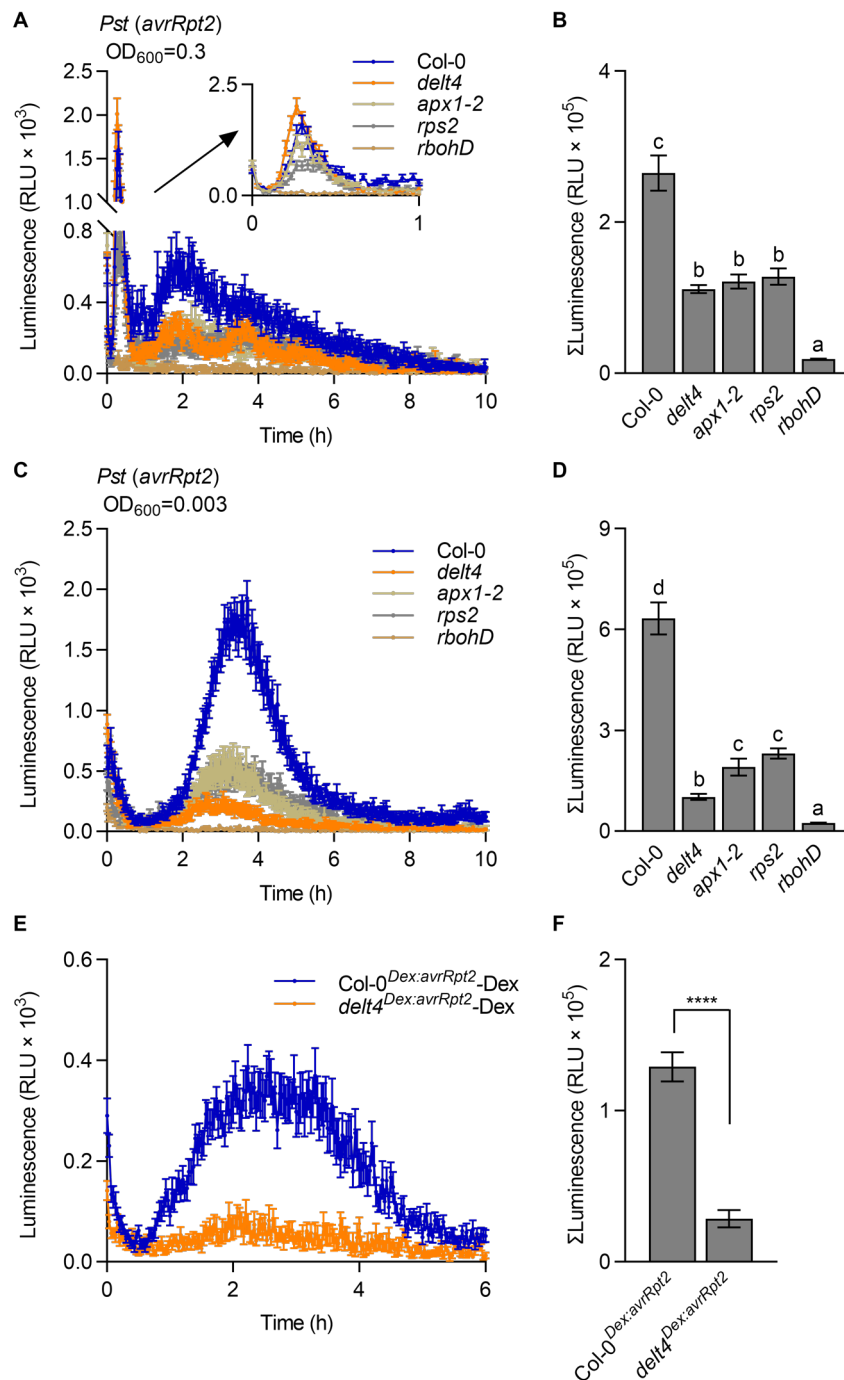 A
Pst (avrRpt2)
OD600=0.3
Luminescence (RLU × 10³)
2.5
2.0
1.5
1.0
0.8
0.4
0.0
0
2
4
6
8
10
Time (h)
2.5
0.0
0
1
Col-0
delt4
apx1-2
rps2
rbohD
B
ΣLuminescence (RLU × 10⁵)
4
2
0
c
b
b
b
a
Col-0
delt4
apx1-2
rps2
rbohD
C
Pst (avrRpt2)
OD600=0.003
Luminescence (RLU × 10³)
2.5
2.0
1.5
1.0
0.5
0.0
0
2
4
6
8
10
Time (h)
Col-0
delt4
apx1-2
rps2
rbohD
D
ΣLuminescence (RLU × 10⁵)
9
6
3
0
d
b
c
c
a
Col-0
delt4
apx1-2
rps2
rbohD
E
Luminescence (RLU × 10³)
0.6
0.4
0.2
0.0
0
2
4
6
Time (h)
Col-0Dex:avrRpt2-Dex
delt4Dex:avrRpt2-Dex
F
ΣLuminescence (RLU × 10⁵)
2
1
0
****
Col-0Dex:avrRpt2
delt4Dex:avrRpt2